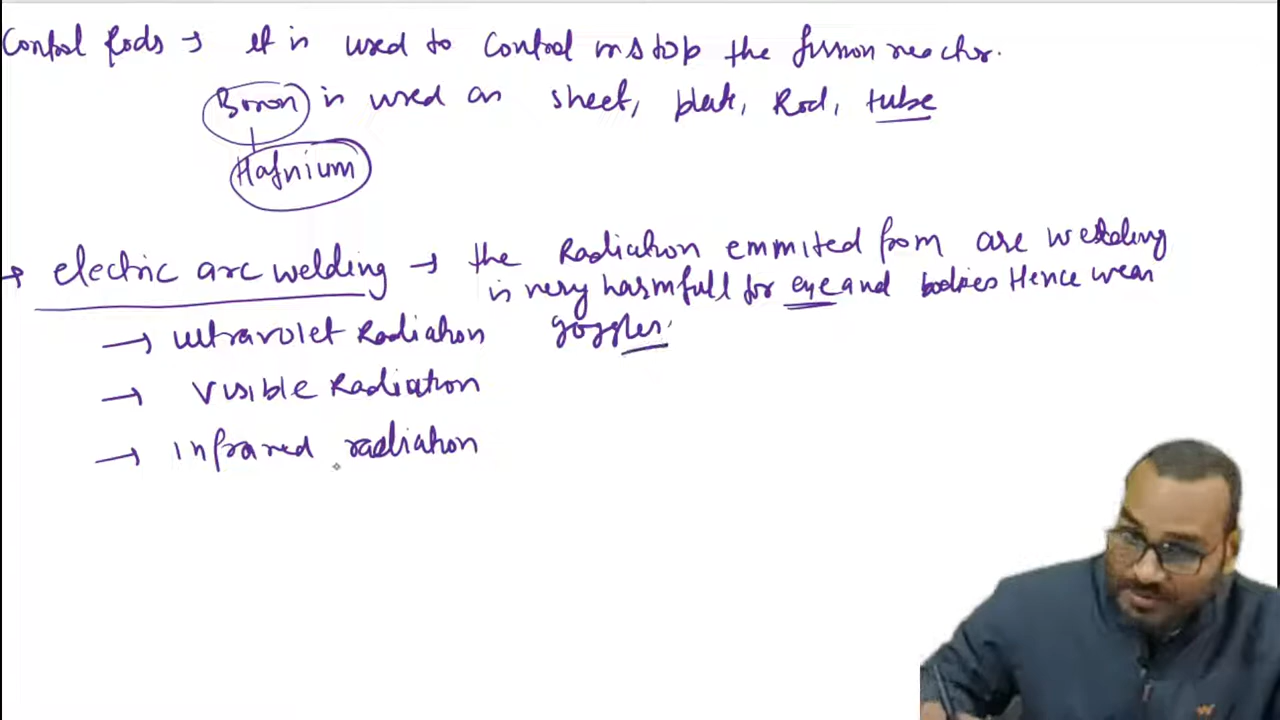 Control Rods → It is used to Control or stop the fission reactor.
Boron is used as sheet, plate, Rod, tube
Hafnium
→ electric arc welding → the Radiation emmited from arc welding
is very harmfull for eye and bodies Hence wear
goggles.
→ ultraviolet Radiation
→ Visible Radiation
→ infrared radiation